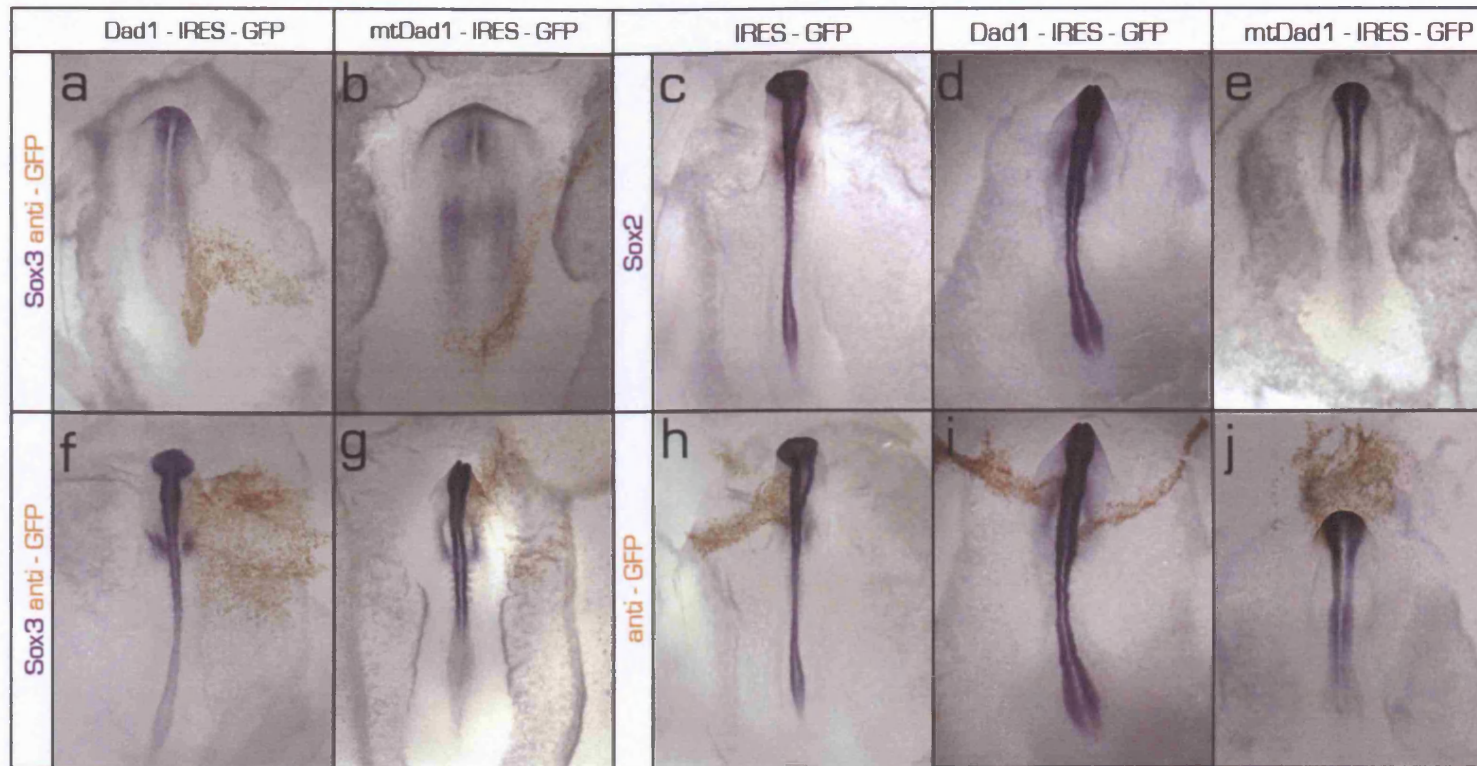 Dad1 - IRES - GFP
mtDad1 - IRES - GFP
IRES - GFP
Dad1 - IRES - GFP
mtDad1 - IRES - GFP
Sox3 anti - GFP
a
b
Sox2
c
d
e
Sox3 anti - GFP
f
g
anti - GFP
h
i
j